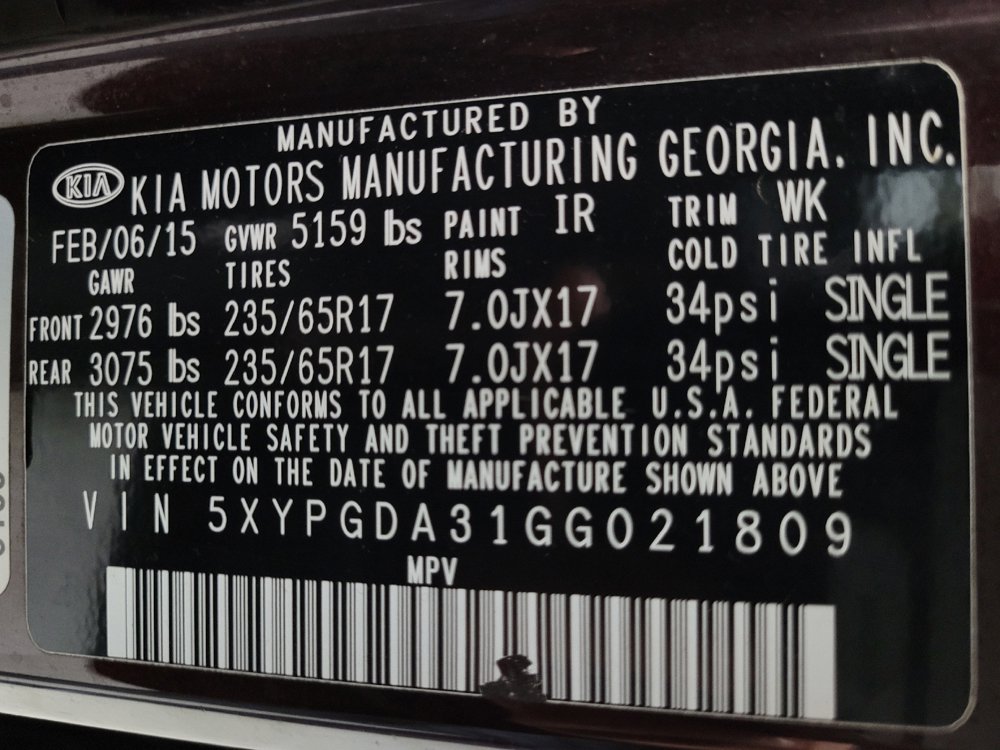 MANUFACTURED BY
KIA KIA MOTORS MANUFACTURING GEORGIA. INC.
FEB/06/15 GVWR 5159 lbs PAINT IR TRIM WK
GAWR TIRES RIMS COLD TIRE INFL
FRONT 2976 lbs 235/65R17 7.0JX17 34psi SINGLE
REAR 3075 lbs 235/65R17 7.0JX17 34psi SINGLE
THIS VEHICLE CONFORMS TO ALL APPLICABLE U.S.A. FEDERAL
MOTOR VEHICLE SAFETY AND THEFT PREVENTION STANDARDS
IN EFFECT ON THE DATE OF MANUFACTURE SHOWN ABOVE
VIN 5XYPGDA31GG021809
MPV